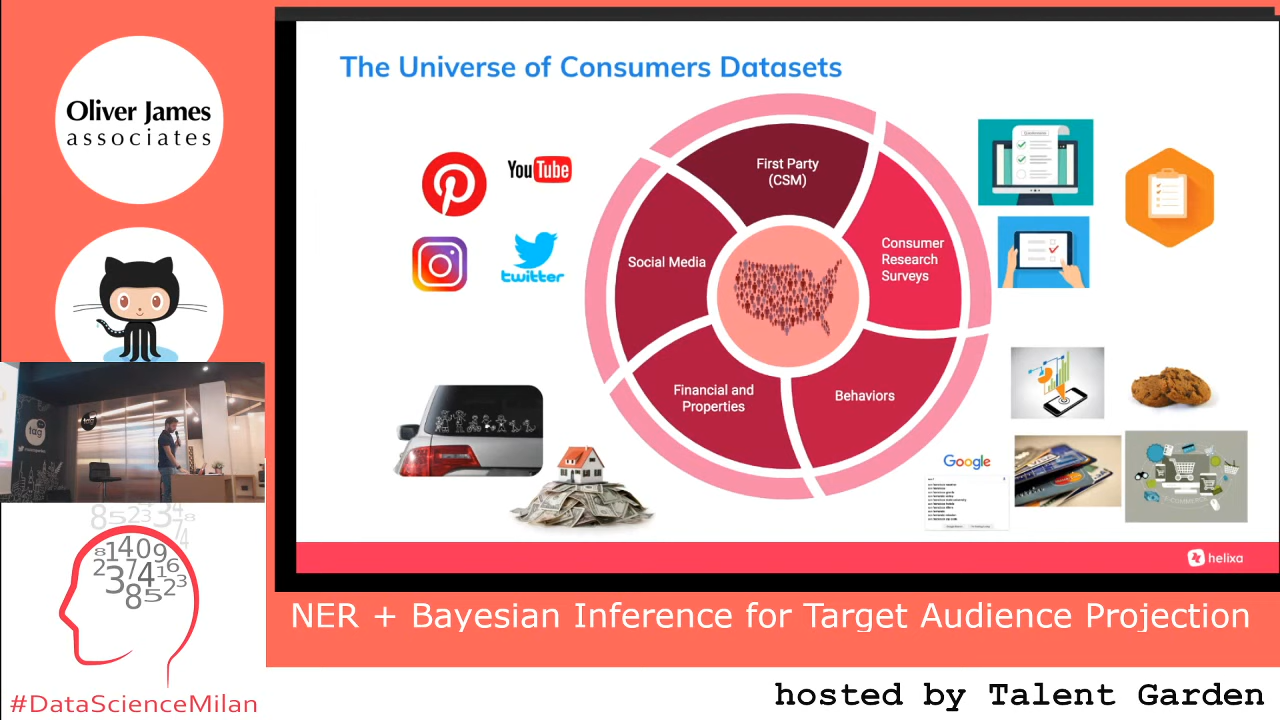 Oliver James
associates
The Universe of Consumers Datasets
YouTube
twitter
First Party
(CSM)
Social Media
Consumer
Research
Surveys
Financial and
Properties
Behaviors
Google
helixa
tag
NER + Bayesian Inference for Target Audience Projection
#DataScienceMilan
hosted by Talent Garden